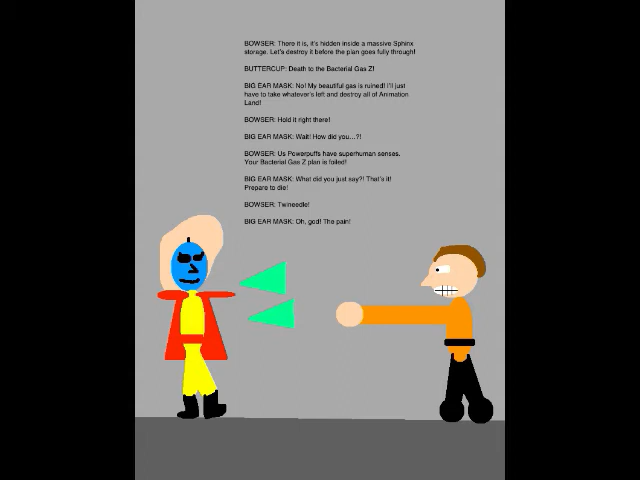 BOWSER: There it is, it's hidden inside a massive Sphinx
storage. Let's destroy it before the plan goes fully through!
BUTTERCUP: Death to the Bacterial Gas Z!
BIG EAR MASK: No! My beautiful gas is ruined! I'll just
have to take whatever's left and destroy all of Animation
Land!
BOWSER: Hold it right there!
BIG EAR MASK: Wait! How did you...?!
BOWSER: Us Powerpuffs have superhuman senses.
Your Bacterial Gas Z plan is foiled!
BIG EAR MASK: What did you just say?! That's it!
Prepare to die!
BOWSER: Twineedle!
BIG EAR MASK: Oh, god! The pain!